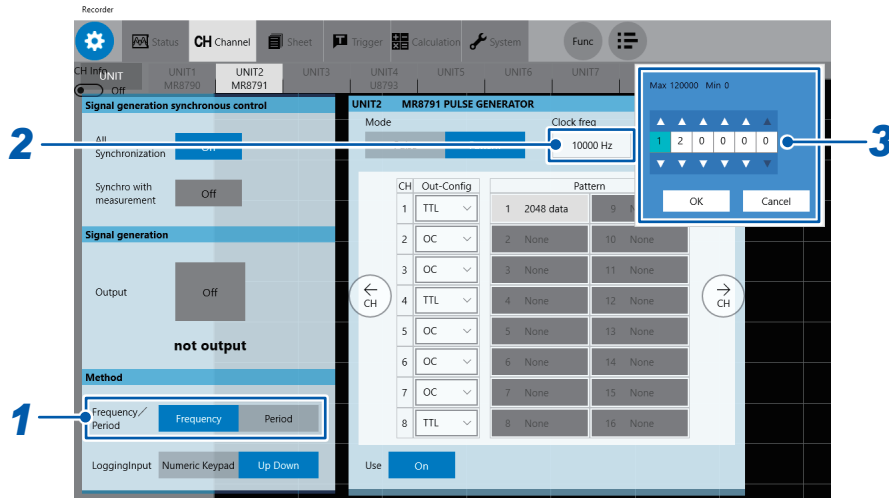 Recorder
Status CH Channel Sheet Trigger Calculation System Func
CH Info UNIT UNIT1 UNIT2 UNIT3 UNIT4 UNIT5 UNIT6 UNIT7
Off MR8790 MR8791 U8793
Signal generation synchronous control
All
Synchronization
On
Synchro with
measurement
Off
Signal generation
Output
Off
not output
Method
Frequency/
Period
Frequency Period
LoggingInput Numeric Keypad Up Down
UNIT2 MR8791 PULSE GENERATOR
Mode Clock freq
10000 Hz
CH Out-Config Pattern
1 TTL 1 2048 data 9
2 OC 2 None 10 None
3 OC 3 None 11 None
4 TTL 4 None 12 None
5 OC 5 None 13 None
6 OC 6 None 14 None
7 OC 7 None 15 None
8 TTL 8 None 16 None
CH
CH
Use On
Max 120000 Min 0
1 2 0 0 0 0
OK Cancel
1
2
3